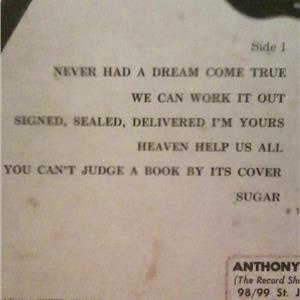 Side 1
NEVER HAD A DREAM COME TRUE
WE CAN WORK IT OUT
SIGNED, SEALED, DELIVERED I'M YOURS
HEAVEN HELP US ALL
YOU CAN'T JUDGE A BOOK BY ITS COVER
SUGAR
ANTHONY
(The Record Sh
98/99 St. J